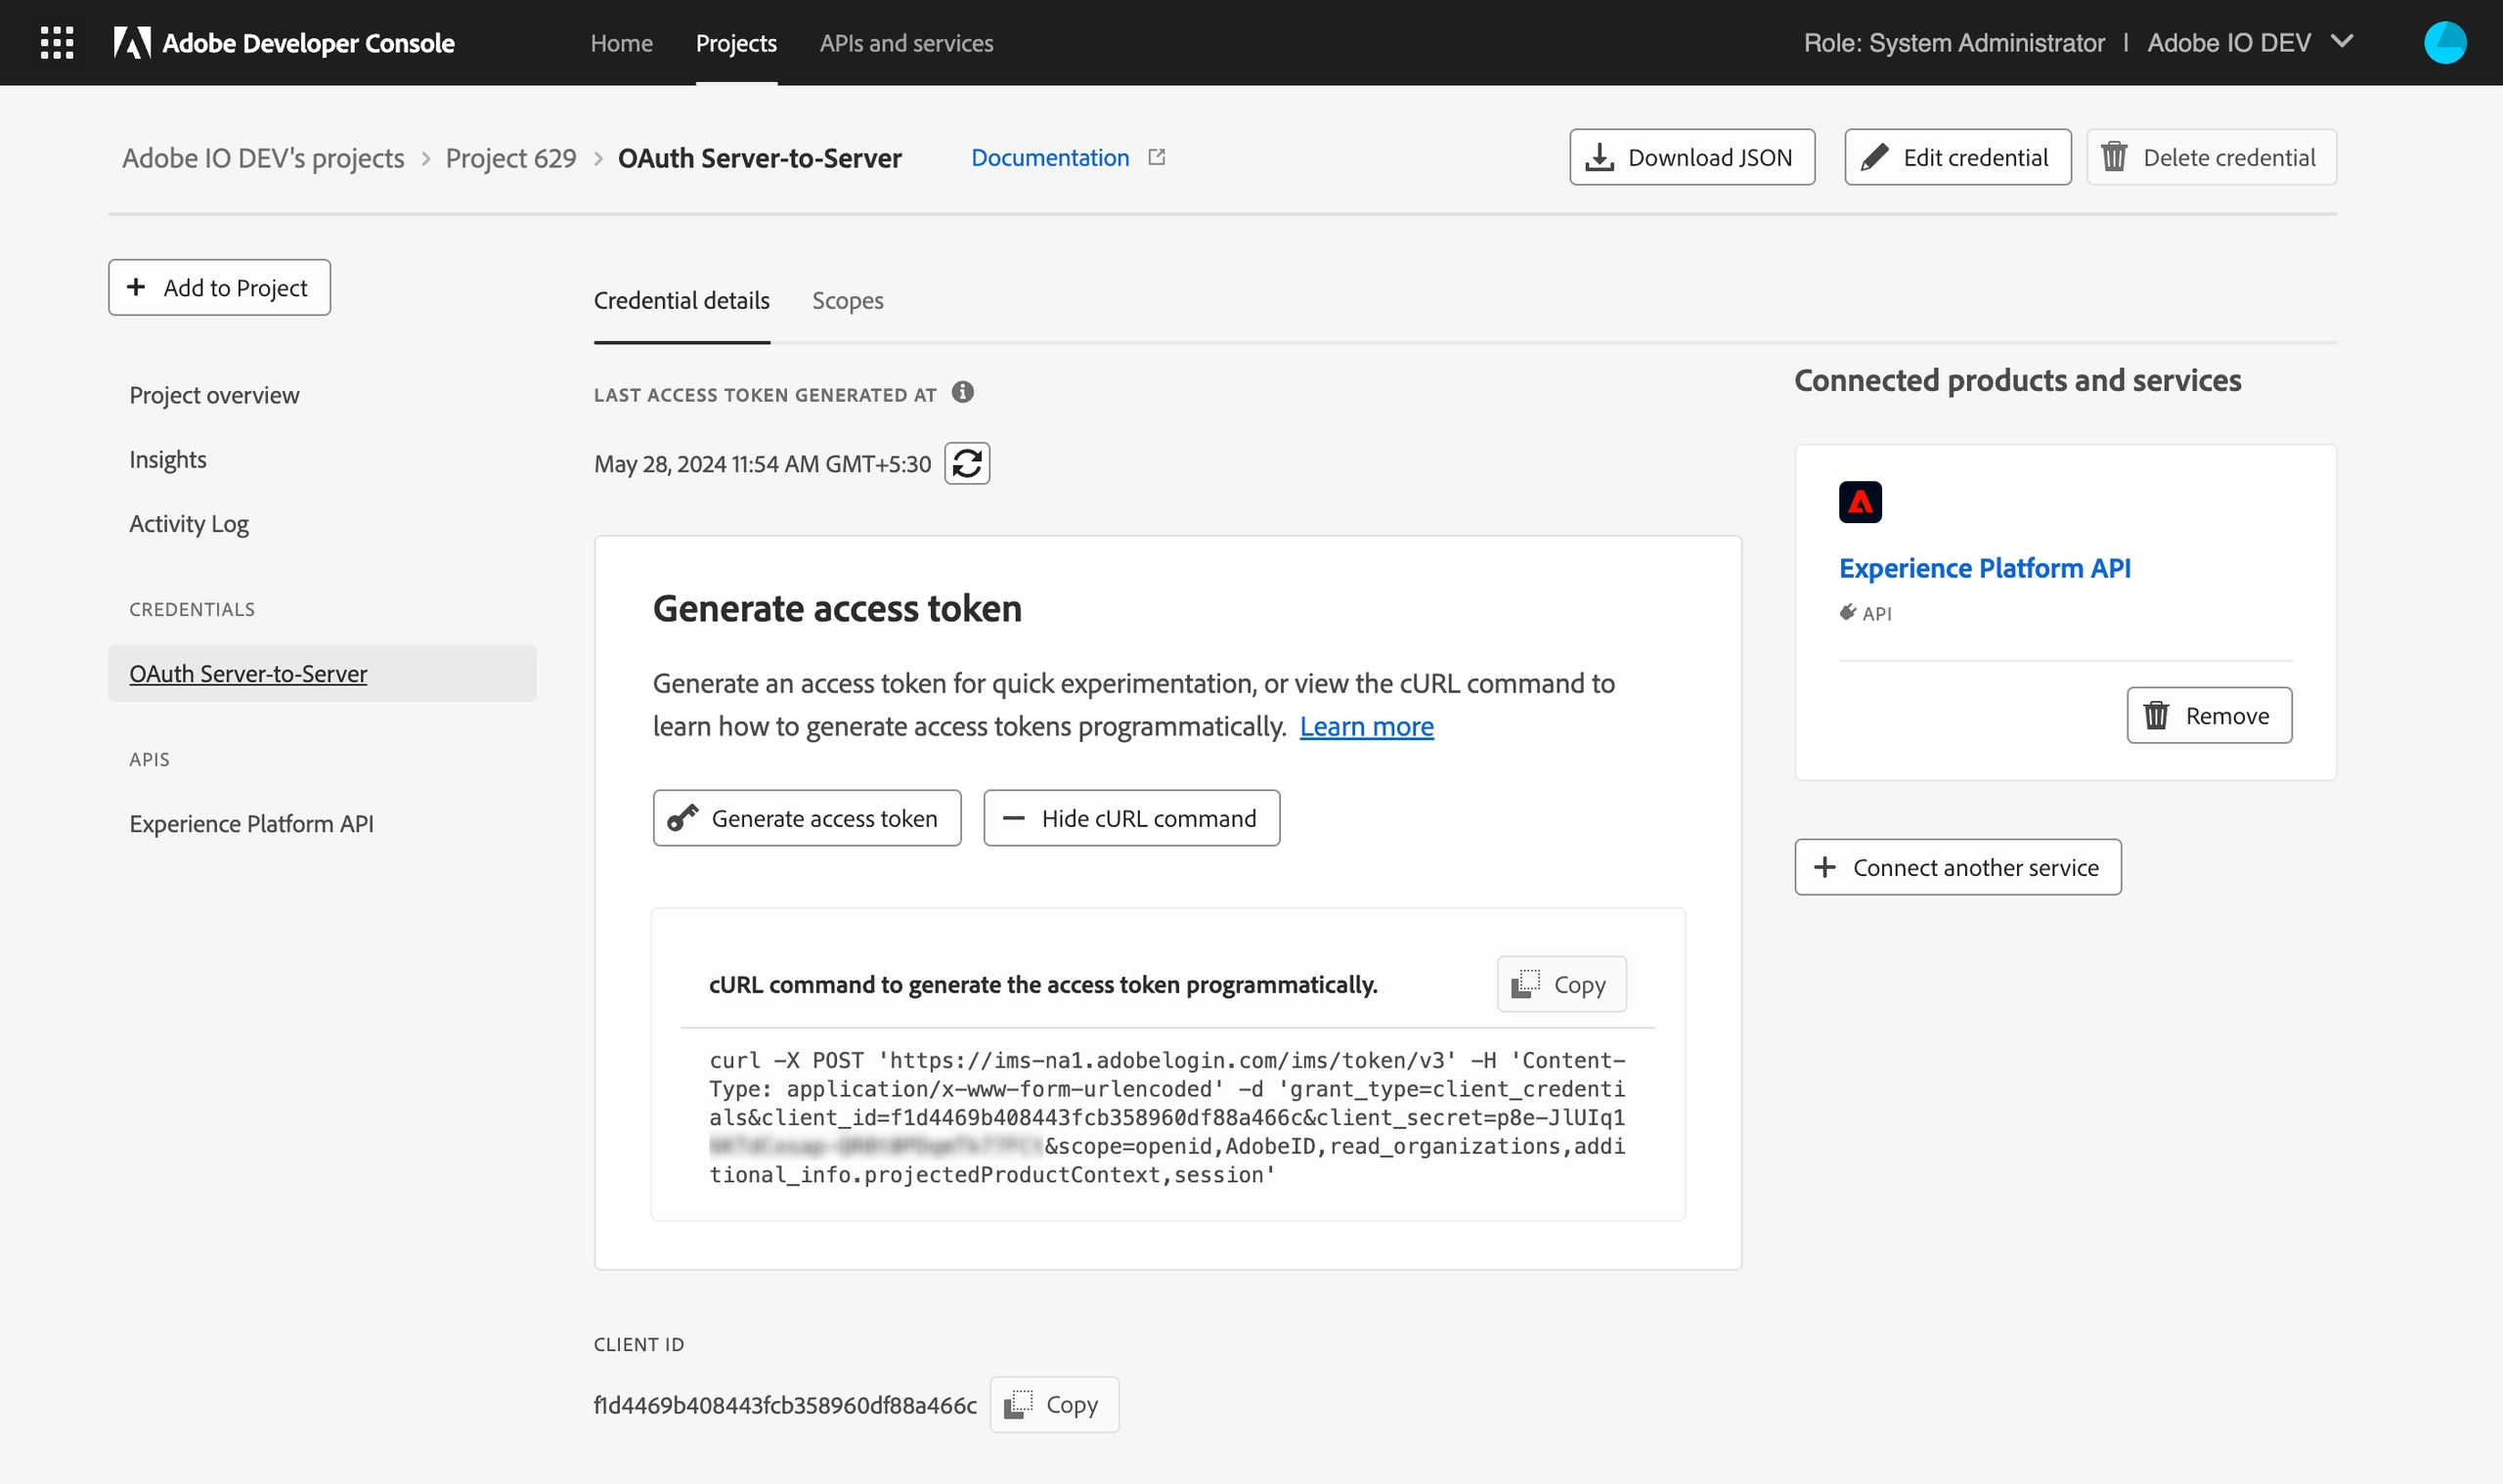 Adobe Developer Console Home Projects APIs and services Role: System Administrator | Adobe IO DEV
Adobe IO DEV's projects > Project 629 > OAuth Server-to-Server Documentation Download JSON Edit credential Delete credential
+ Add to Project
Credential details Scopes
Project overview
Insights
Activity Log
CREDENTIALS
OAuth Server-to-Server
APIS
Experience Platform API
LAST ACCESS TOKEN GENERATED AT
May 28, 2024 11:54 AM GMT+5:30
Generate access token
Generate an access token for quick experimentation, or view the cURL command to
learn how to generate access tokens programmatically. Learn more
Generate access token Hide cURL command
cURL command to generate the access token programmatically. Copy
curl -X POST 'https://ims-na1.adobelogin.com/ims/token/v3' -H 'Content-
Type: application/x-www-form-urlencoded' -d 'grant_type=client_credenti
als&client_id=f1d4469b408443fcb358960df88a466c&client_secret=p8e-JlUIq1
&scope=openid,AdobeID,read_organizations,addi
tional_info.projectedProductContext,session'
CLIENT ID
f1d4469b408443fcb358960df88a466c Copy
Connected products and services
Experience Platform API
API
Remove
+ Connect another service